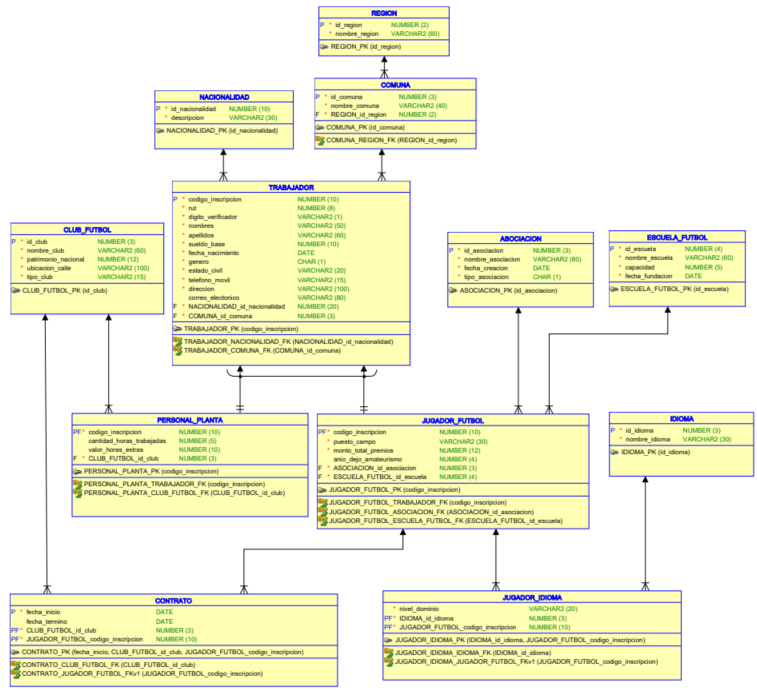 REGION
P * id_region NUMBER (2)
* nombre_region VARCHAR2 (60)
REGION_PK (id_region)
NACIONALIDAD
P * id_nacionalidad NUMBER (10)
* descripcion VARCHAR2 (30)
NACIONALIDAD_PK (id_nacionalidad)
COMUNA
P * id_comuna NUMBER (3)
* nombre_comuna VARCHAR2 (40)
F * REGION_id_region NUMBER (2)
COMUNA_PK (id_comuna)
COMUNA_REGION_FK (REGION_id_region)
TRABAJADOR
P * codigo_inscripcion NUMBER (10)
* rut NUMBER (8)
* digito_verificador VARCHAR2 (1)
* nombres VARCHAR2 (50)
* apellidos VARCHAR2 (60)
* sueldo_base NUMBER (10)
* fecha_nacimiento DATE
* genero CHAR (1)
* estado_civil VARCHAR2 (20)
* telefono_movil VARCHAR2 (15)
* direccion VARCHAR2 (100)
correo_electonico VARCHAR2 (80)
F * NACIONALIDAD_id_nacionalidad NUMBER (20)
F * COMUNA_id_comuna NUMBER (3)
TRABAJADOR_PK (codigo_inscripcion)
TRABAJADOR_NACIONALIDAD_FK (NACIONALIDAD_id_nacionalidad)
TRABAJADOR_COMUNA_FK (COMUNA_id_comuna)
CLUB_FUTBOL
P * id_club NUMBER (3)
* nombre_club VARCHAR2 (60)
* patrimonio_nacional NUMBER (12)
* ubicacion_calle VARCHAR2 (100)
* tipo_club VARCHAR2 (15)
CLUB_FUTBOL_PK (id_club)
ASOCIACION
P * id_asociacion NUMBER (3)
* nombre_asociacion VARCHAR2 (80)
* fecha_creacion DATE
* tipo_asociacion CHAR (1)
ASOCIACION_PK (id_asociacion)
ESCUELA_FUTBOL
P * id_escuela NUMBER (4)
* nombre_escuela VARCHAR2 (60)
* capacidad NUMBER (5)
* fecha_fundacion DATE
ESCUELA_FUTBOL_PK (id_escuela)
PERSONAL_PLANTA
PF* codigo_inscripcion NUMBER (10)
cantidad_horas_trabajadas NUMBER (5)
valor_horas_extras NUMBER (10)
F * CLUB_FUTBOL_id_club NUMBER (3)
PERSONAL_PLANTA_PK (codigo_inscripcion)
PERSONAL_PLANTA_TRABAJADOR_FK (codigo_inscripcion)
PERSONAL_PLANTA_CLUB_FUTBOL_FK (CLUB_FUTBOL_id_club)
JUGADOR_FUTBOL
PF* codigo_inscripcion NUMBER (10)
* puesto_campo VARCHAR2 (30)
* monto_total_premios NUMBER (12)
anio_dejo_amateurismo NUMBER (4)
F * ASOCIACION_id_asociacion NUMBER (3)
F * ESCUELA_FUTBOL_id_escuela NUMBER (4)
JUGADOR_FUTBOL_PK (codigo_inscripcion)
JUGADOR_FUTBOL_TRABAJADOR_FK (codigo_inscripcion)
JUGADOR_FUTBOL_ASOCIACION_FK (ASOCIACION_id_asociacion)
JUGADOR_FUTBOL_ESCUELA_FUTBOL_FK (ESCUELA_FUTBOL_id_escuela)
IDIOMA
P * id_idioma NUMBER (3)
* nombre_idioma VARCHAR2 (30)
IDIOMA_PK (id_idioma)
CONTRATO
P * fecha_inicio DATE
fecha_termino DATE
PF* CLUB_FUTBOL_id_club NUMBER (3)
PF* JUGADOR_FUTBOL_codigo_inscripcion NUMBER (10)
CONTRATO_PK (fecha_inicio, CLUB_FUTBOL_id_club, JUGADOR_FUTBOL_codigo_inscripcion)
CONTRATO_CLUB_FUTBOL_FK (CLUB_FUTBOL_id_club)
CONTRATO_JUGADOR_FUTBOL_FKv1 (JUGADOR_FUTBOL_codigo_inscripcion)
JUGADOR_IDIOMA
* nivel_dominio VARCHAR2 (20)
PF* IDIOMA_id_idioma NUMBER (3)
PF* JUGADOR_FUTBOL_codigo_inscripcion NUMBER (10)
JUGADOR_IDIOMA_PK (IDIOMA_id_idioma, JUGADOR_FUTBOL_codigo_inscripcion)
JUGADOR_IDIOMA_IDIOMA_FK (IDIOMA_id_idioma)
JUGADOR_IDIOMA_JUGADOR_FUTBOL_FKv1 (JUGADOR_FUTBOL_codigo_inscripcion)